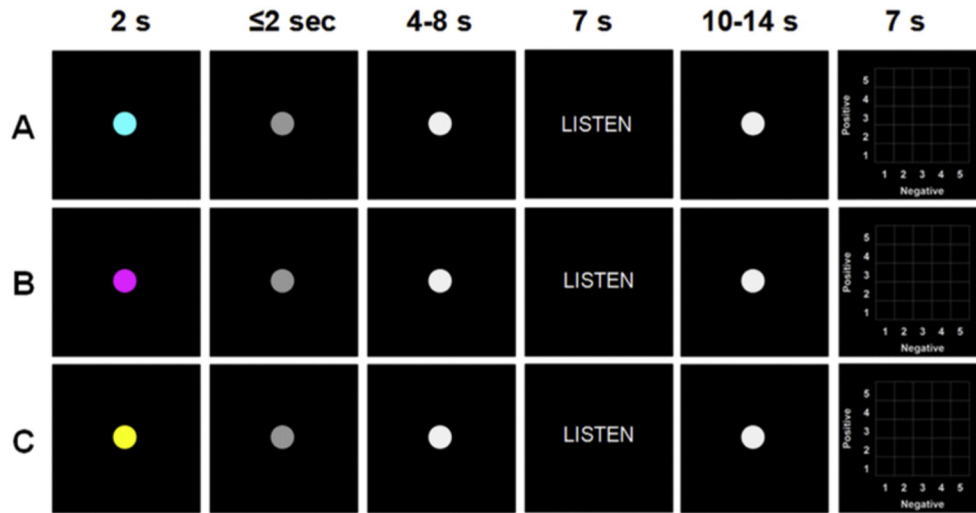 2 s ≤2 sec 4-8 s 7 s 10-14 s 7 s
A LISTEN
5
4
Positive 3
2
1
1 2 3 4 5
Negative
B LISTEN
5
4
Positive 3
2
1
1 2 3 4 5
Negative
C LISTEN
5
4
Positive 3
2
1
1 2 3 4 5
Negative